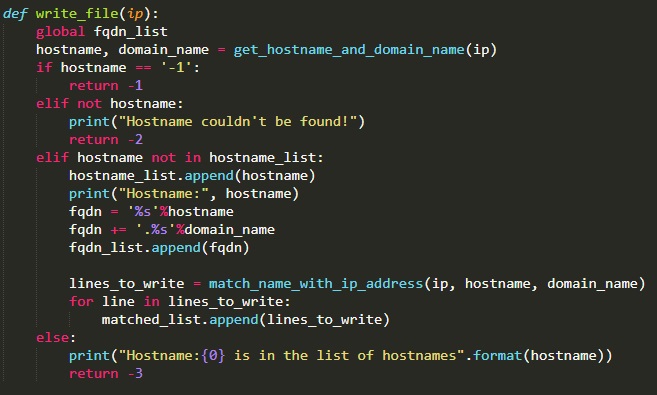 def write_file(ip):
    global fqdn_list
    hostname, domain_name = get_hostname_and_domain_name(ip)
    if hostname == '-1':
        return -1
    elif not hostname:
        print("Hostname couldn't be found!")
        return -2
    elif hostname not in hostname_list:
        hostname_list.append(hostname)
        print("Hostname:", hostname)
        fqdn = '%s'%hostname
        fqdn += '.%s'%domain_name
        fqdn_list.append(fqdn)

        lines_to_write = match_name_with_ip_address(ip, hostname, domain_name)
        for line in lines_to_write:
            matched_list.append(lines_to_write)
    else:
        print("Hostname:{0} is in the list of hostnames".format(hostname))
        return -3